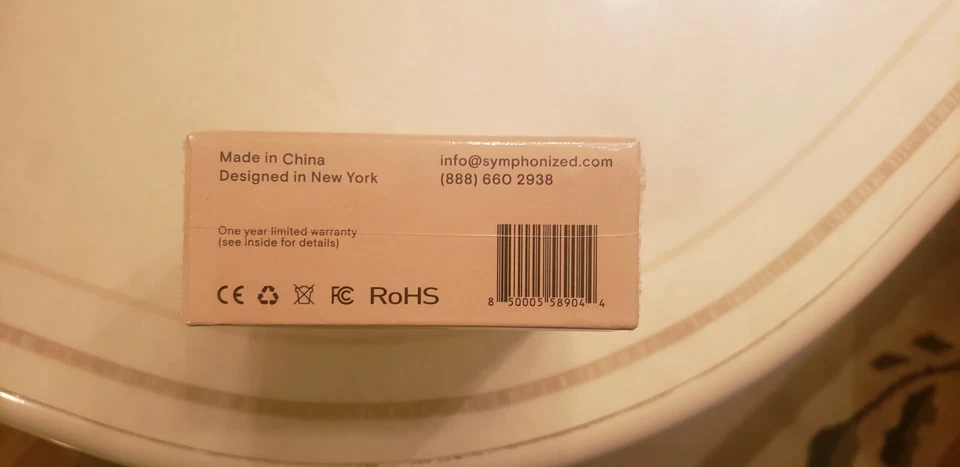 Made in China
Designed in New York
info@symphonized.com
(888) 660 2938
One year limited warranty
(see inside for details)
CE FC RoHS
8 50005 58904 4